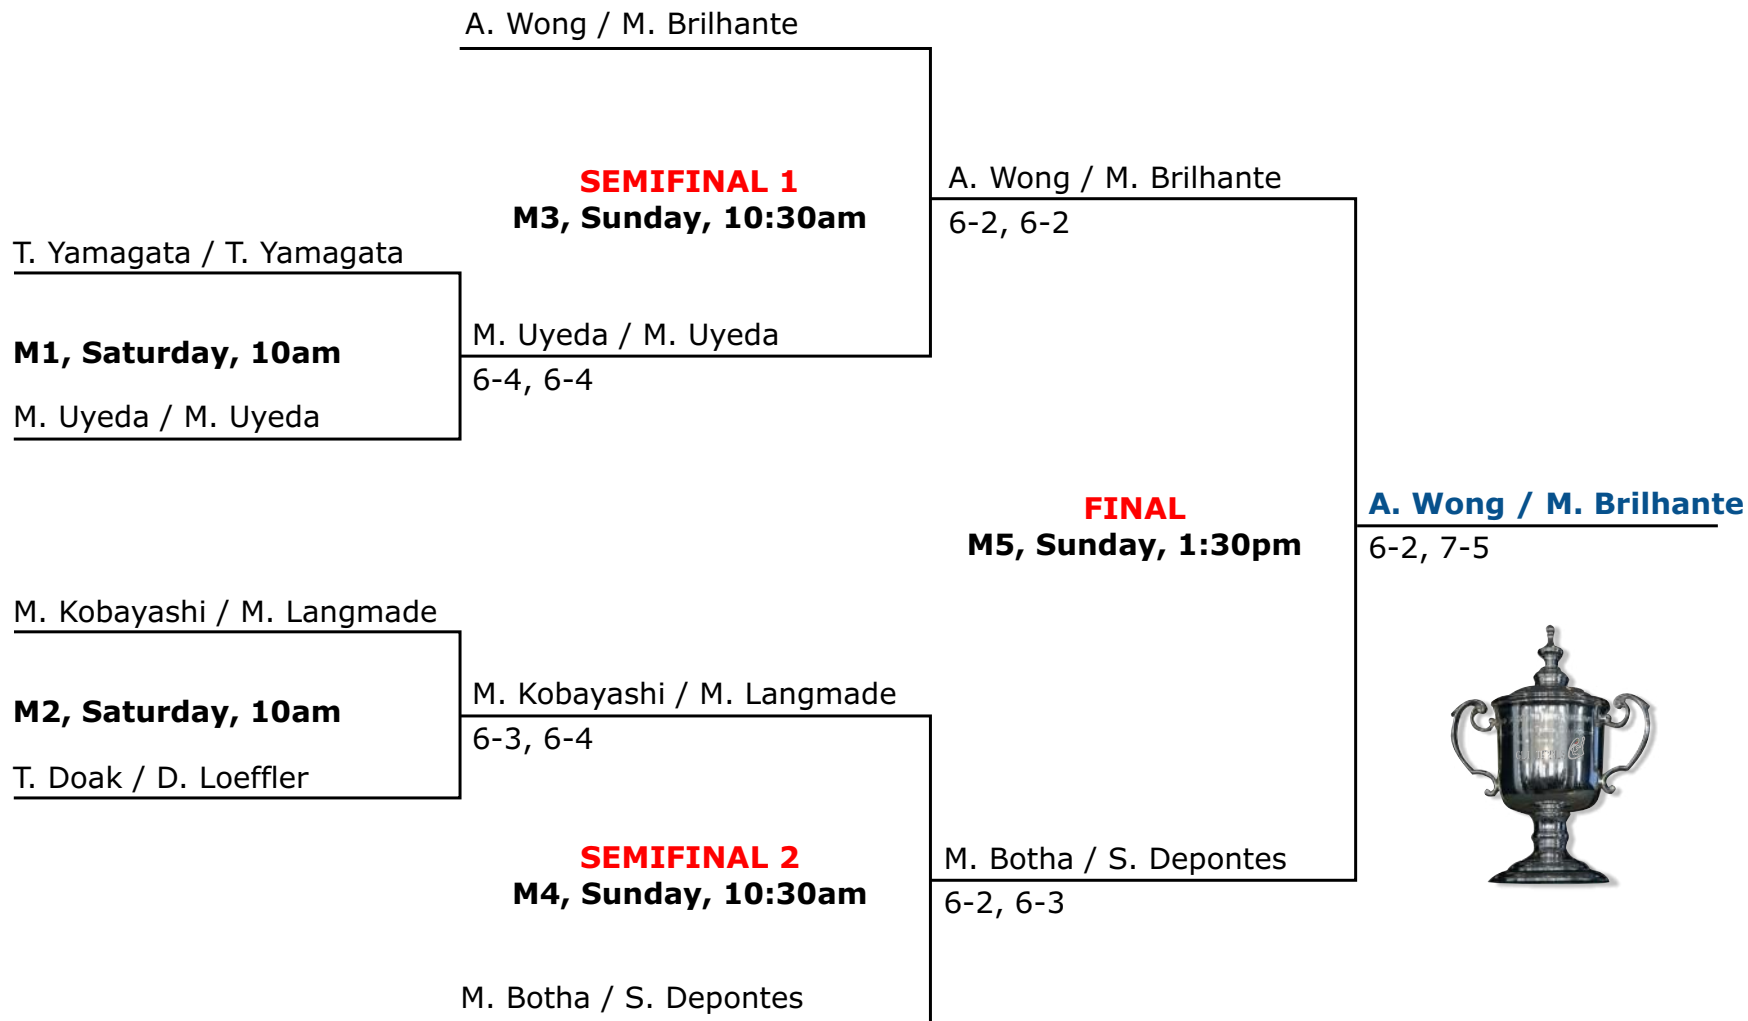 A. Wong / M. Brilhante
SEMIFINAL 1
M3, Sunday, 10:30am
A. Wong / M. Brilhante
6-2, 6-2
T. Yamagata / T. Yamagata
M1, Saturday, 10am
M. Uyeda / M. Uyeda
M. Uyeda / M. Uyeda
6-4, 6-4
FINAL
M5, Sunday, 1:30pm
A. Wong / M. Brilhante
6-2, 7-5
M. Kobayashi / M. Langmade
M2, Saturday, 10am
T. Doak / D. Loeffler
M. Kobayashi / M. Langmade
6-3, 6-4
SEMIFINAL 2
M4, Sunday, 10:30am
M. Botha / S. Depontes
6-2, 6-3
M. Botha / S. Depontes